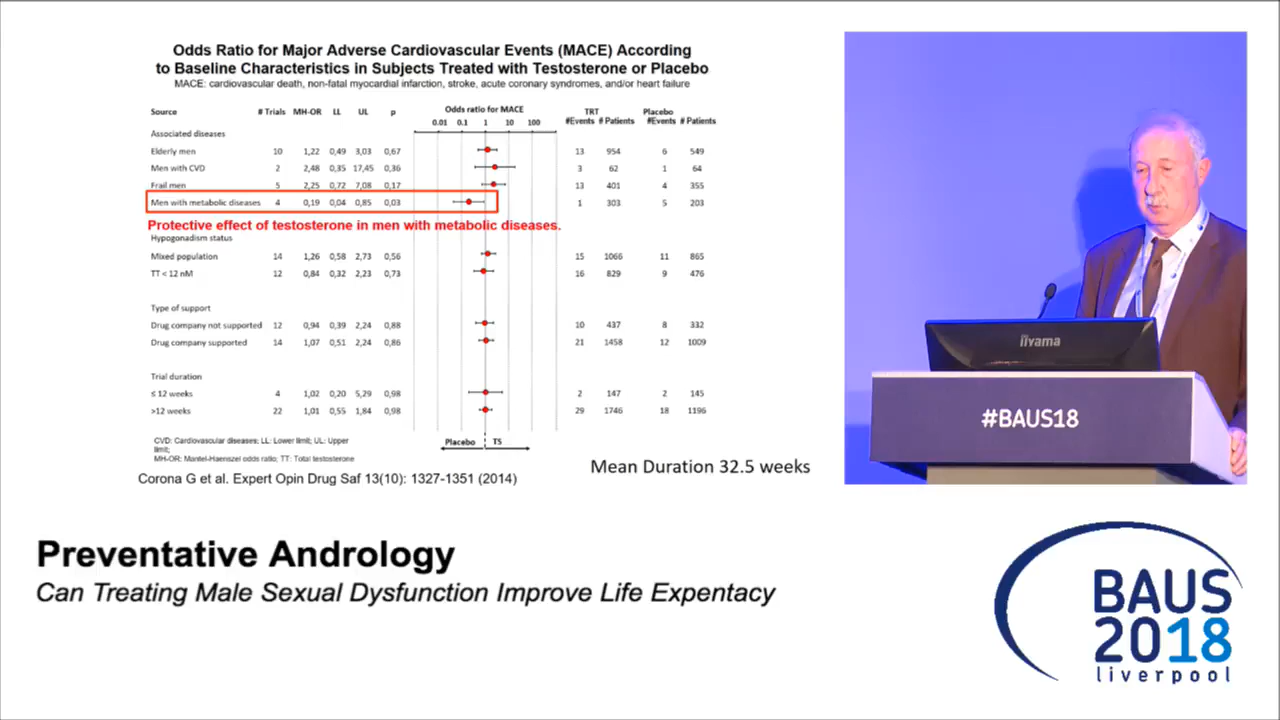 Odds Ratio for Major Adverse Cardiovascular Events (MACE) According
to Baseline Characteristics in Subjects Treated with Testosterone or Placebo
MACE: cardiovascular death, non-fatal myocardial infarction, stroke, acute coronary syndromes, and/or heart failure
Source # Trials MH-OR LL UL p Odds ratio for MACE TRT Placebo
#Events # Patients #Events # Patients
0.01 0.1 1 10 100
Associated diseases
Elderly men 10 1,22 0,49 3,03 0,67 13 954 6 549
Men with CVD 2 2,48 0,35 17,45 0,36 3 62 1 64
Frail men 5 2,25 0,72 7,08 0,17 13 401 4 355
Men with metabolic diseases 4 0,19 0,04 0,85 0,03 1 303 5 203
Protective effect of testosterone in men with metabolic diseases.
Hypogonadism status
Mixed population 14 1,26 0,58 2,73 0,56 15 1066 11 865
TT < 12 nM 12 0,84 0,32 2,23 0,73 16 829 9 476
Type of support
Drug company not supported 12 0,94 0,39 2,24 0,88 10 437 8 332
Drug company supported 14 1,07 0,51 2,24 0,86 21 1458 12 1009
Trial duration
≤ 12 weeks 4 1,02 0,20 5,29 0,98 2 147 2 145
>12 weeks 22 1,01 0,55 1,84 0,98 29 1746 18 1196
Placebo TS
CVD: Cardiovascular diseases; LL: Lower limit; UL: Upper
limit;
MH-OR: Mantel-Haenszel odds ratio; TT: Total testosterone
Mean Duration 32.5 weeks
Corona G et al. Expert Opin Drug Saf 13(10): 1327-1351 (2014)
iiyama
#BAUS18
Preventative Andrology
Can Treating Male Sexual Dysfunction Improve Life Expentacy
BAUS
2018
liverpool